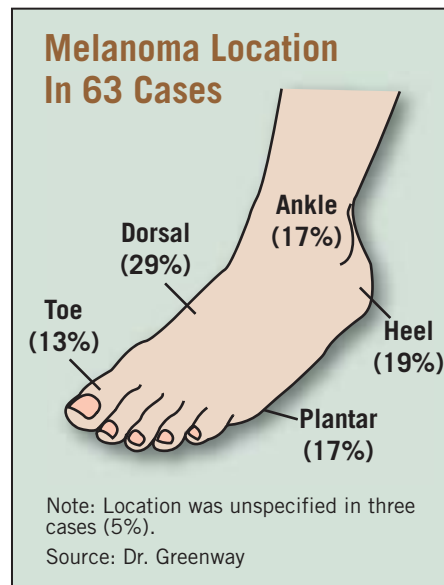 Melanoma Location
In 63 Cases
Ankle
(17%)
Dorsal
(29%)
Toe
(13%)
Heel
(19%)
Plantar
(17%)
Note: Location was unspecified in three
cases (5%).
Source: Dr. Greenway